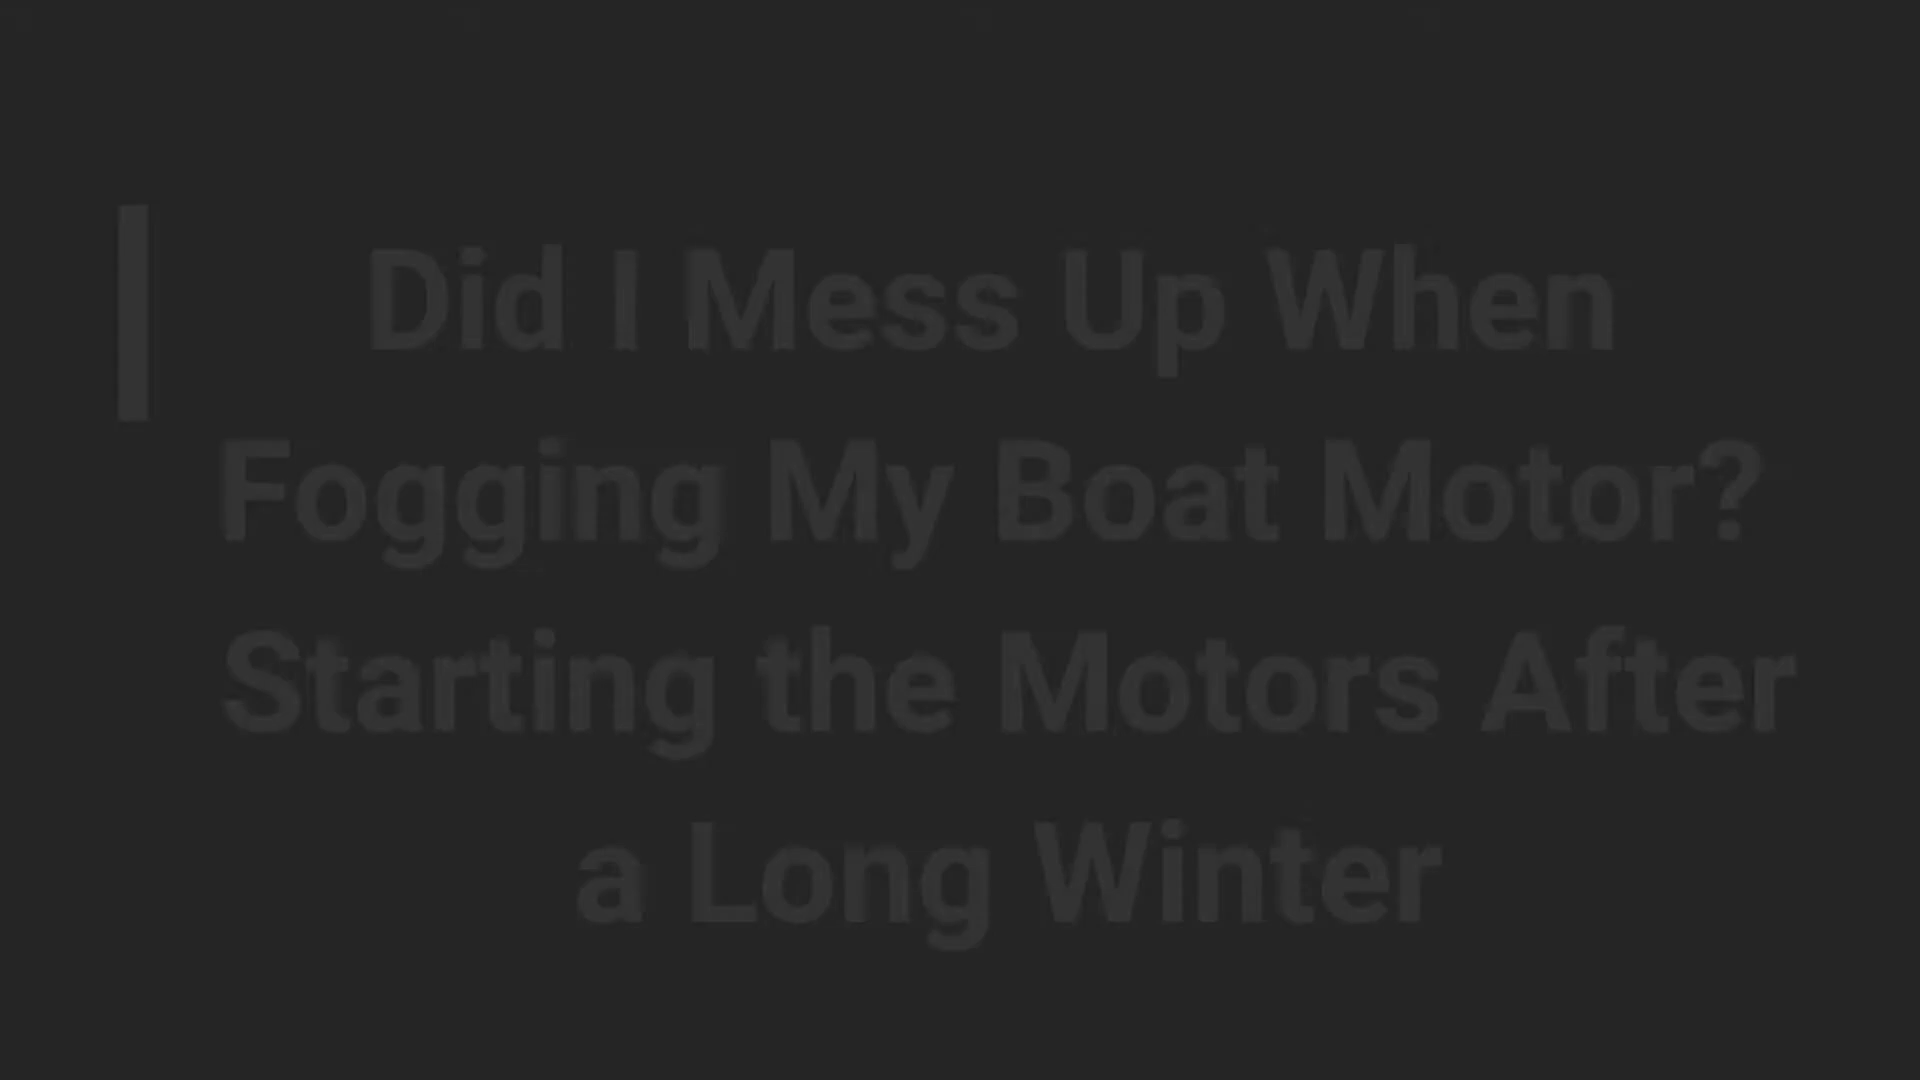 Did I Mess Up When
Fogging My Boat Motor?
Starting the Motors After
a Long Winter